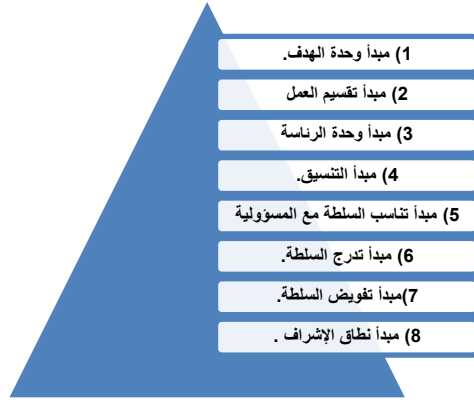 1) مبدأ وحدة الهدف.
2) مبدأ تقسيم العمل
3) مبدأ وحدة الرئاسة
4) مبدأ التنسيق.
5) مبدأ تناسب السلطة مع المسؤولية
6) مبدأ تدرج السلطة.
7)مبدأ تفويض السلطة.
8) مبدأ نطاق الإشراف .